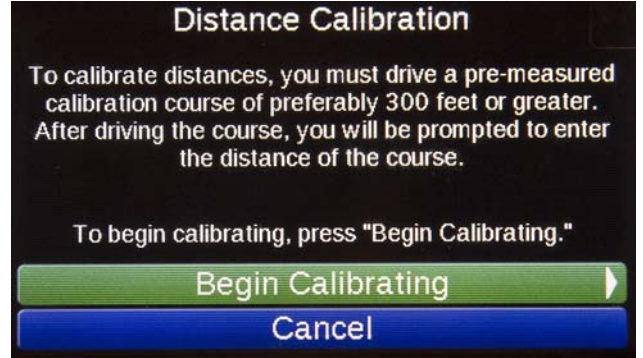 Distance Calibration
To calibrate distances, you must drive a pre-measured
calibration course of preferably 300 feet or greater.
After driving the course, you will be prompted to enter
the distance of the course.
To begin calibrating, press "Begin Calibrating."
Begin Calibrating
Cancel